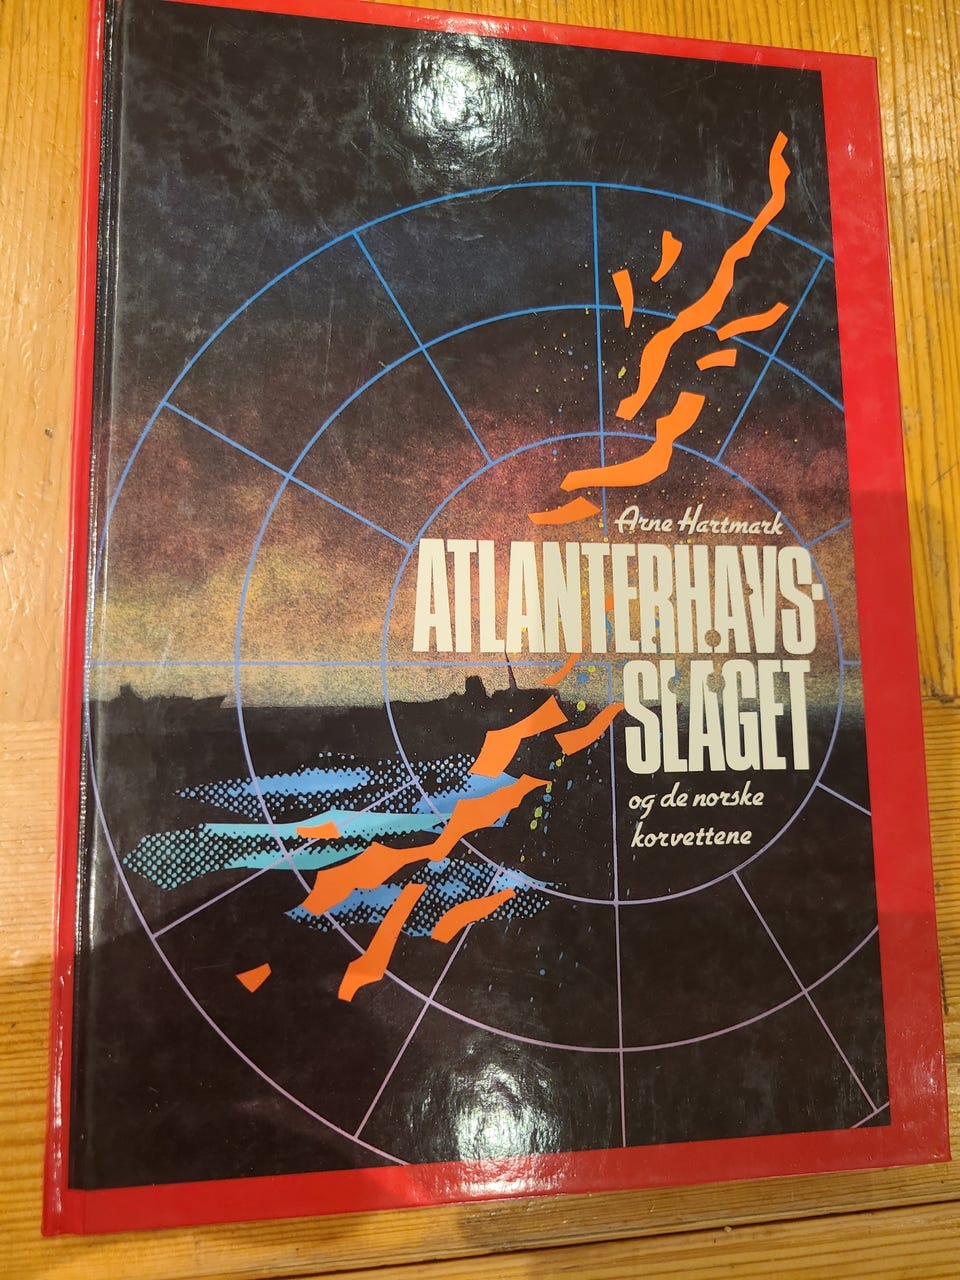 Arne Hartmark
ATLANTERHAVS-
SLAGET
og de norske
korvettene